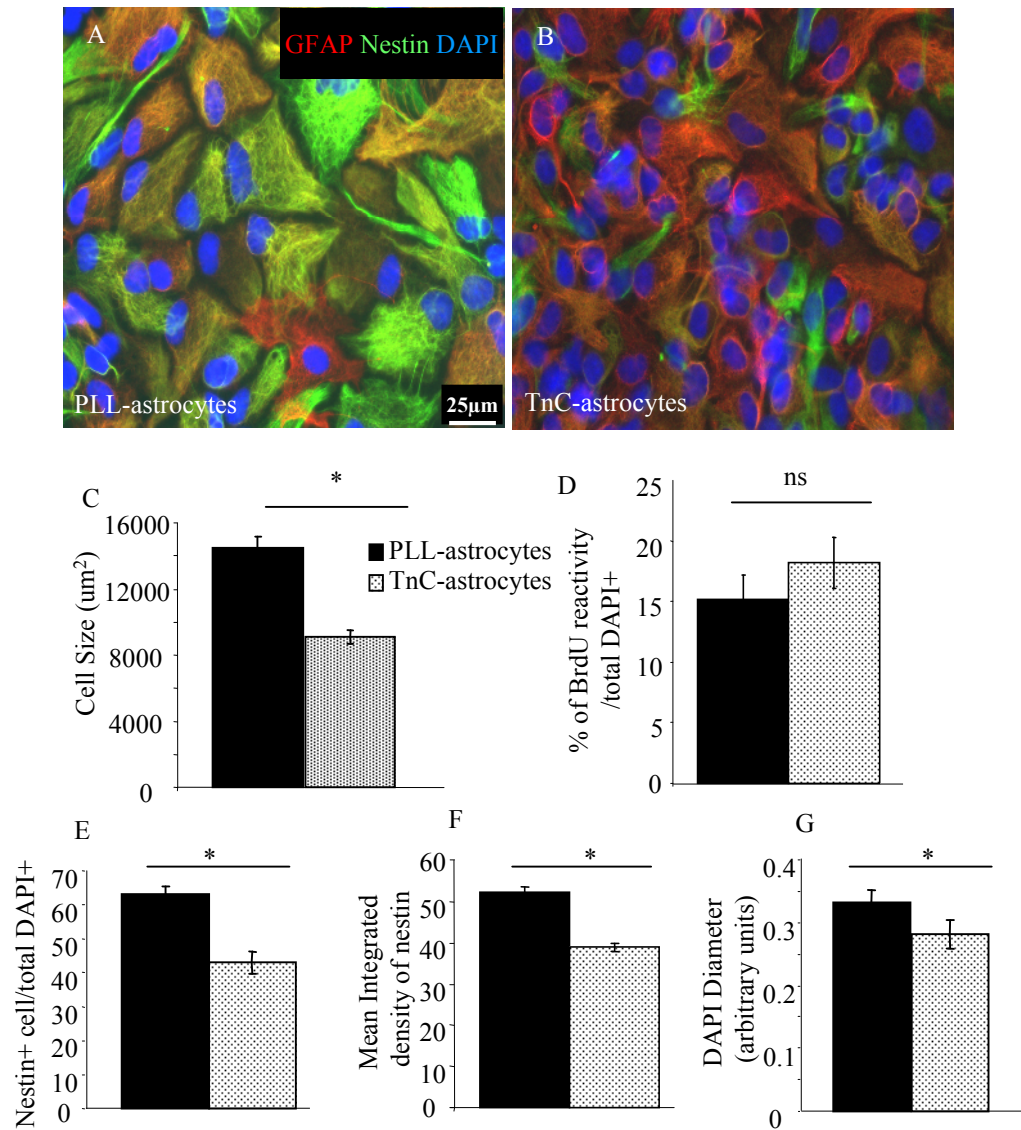 A
GFAP Nestin DAPI
B
PLL-astrocytes
25µm
TnC-astrocytes
C
*
Cell Size (um²)
16000
12000
8000
4000
0
PLL-astrocytes
TnC-astrocytes
D
ns
% of BrdU reactivity
/total DAPI+
25
20
15
10
5
0
E
*
Nestin+ cell/total DAPI+
70
60
50
40
30
20
10
0
F
*
Mean Integrated
density of nestin
60
50
40
30
20
10
0
G
*
DAPI Diameter
(arbitrary units)
0.4
0.3
0.2
0.1
0